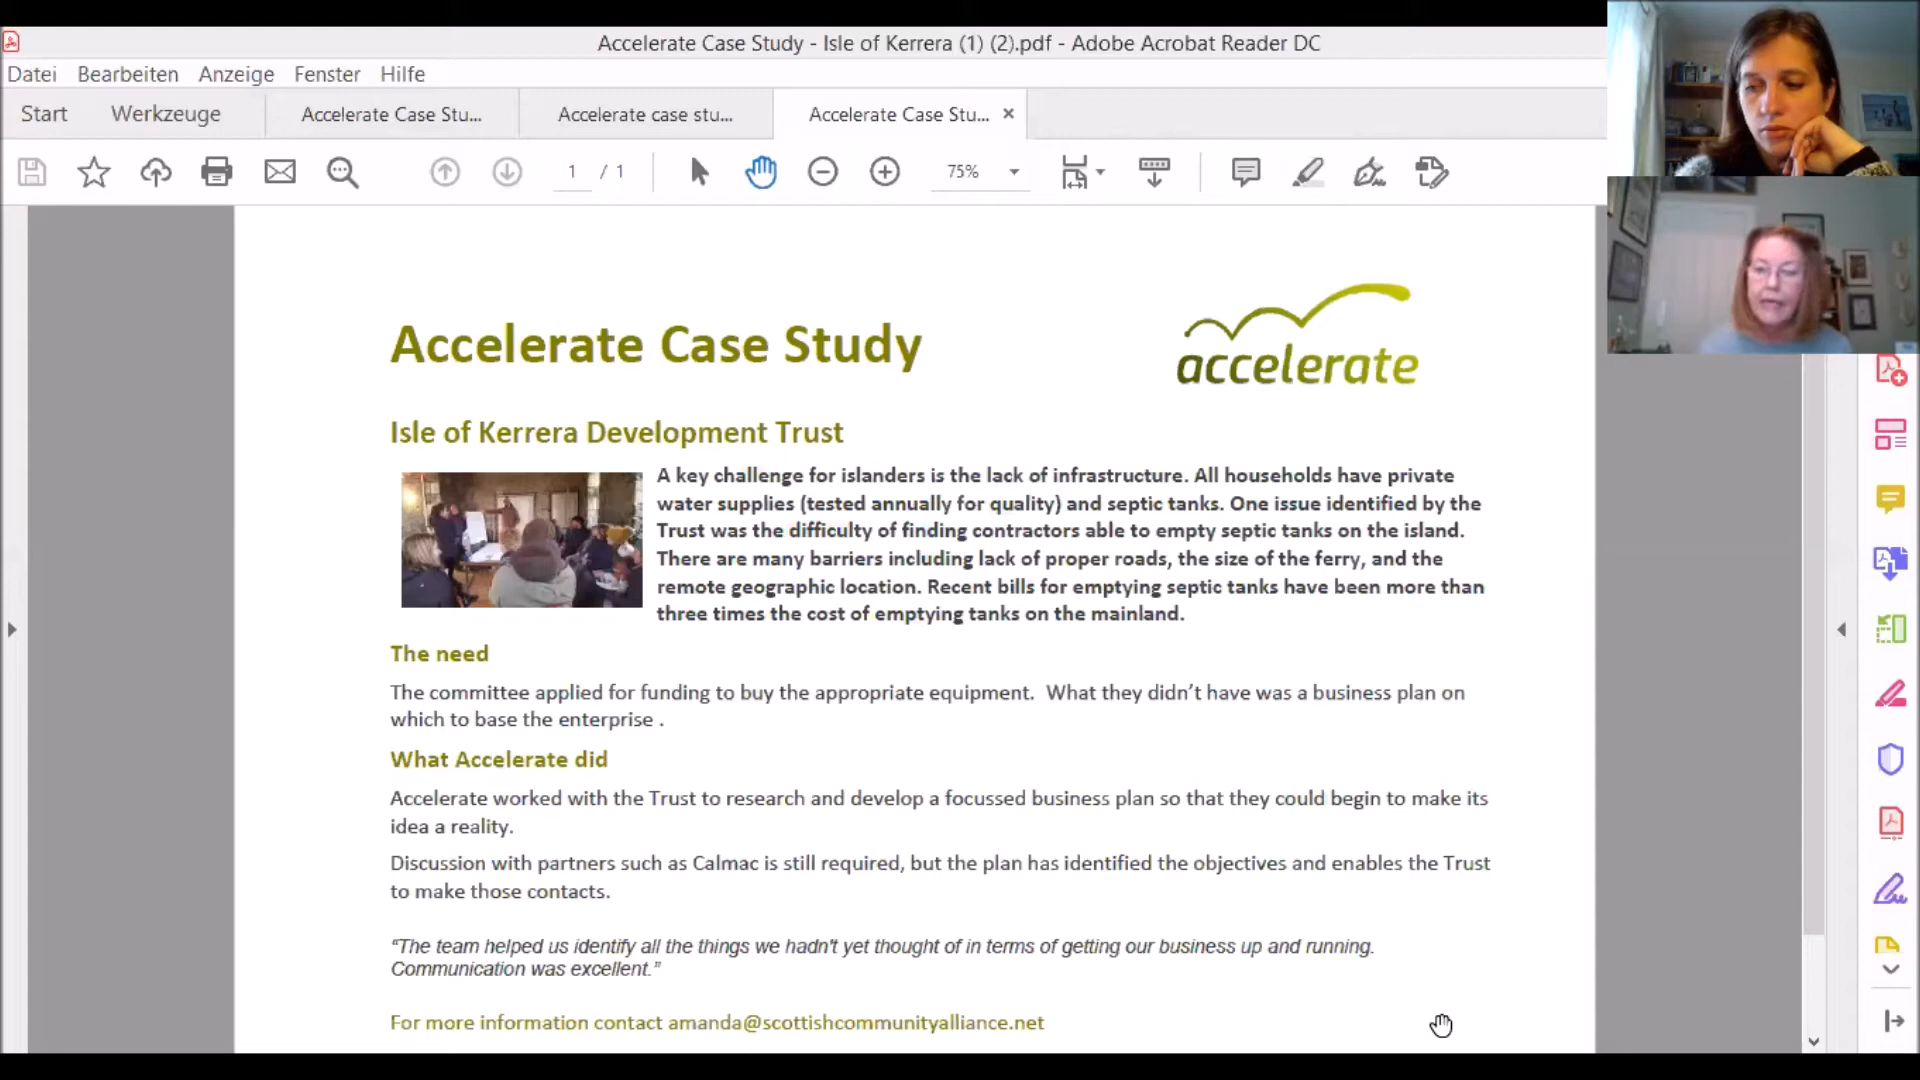 Accelerate Case Study - Isle of Kerrera (1) (2).pdf - Adobe Acrobat Reader DC
Datei Bearbeiten Anzeige Fenster Hilfe
Start Werkzeuge Accelerate Case Stu... Accelerate case stu... Accelerate Case Stu... ×
1 / 1 75%
Accelerate Case Study
accelerate
Isle of Kerrera Development Trust
A key challenge for islanders is the lack of infrastructure. All households have private
water supplies (tested annually for quality) and septic tanks. One issue identified by the
Trust was the difficulty of finding contractors able to empty septic tanks on the island.
There are many barriers including lack of proper roads, the size of the ferry, and the
remote geographic location. Recent bills for emptying septic tanks have been more than
three times the cost of emptying tanks on the mainland.
The need
The committee applied for funding to buy the appropriate equipment.  What they didn’t have was a business plan on
which to base the enterprise .
What Accelerate did
Accelerate worked with the Trust to research and develop a focussed business plan so that they could begin to make its
idea a reality.
Discussion with partners such as Calmac is still required, but the plan has identified the objectives and enables the Trust
to make those contacts.
“The team helped us identify all the things we hadn't yet thought of in terms of getting our business up and running.
Communication was excellent.”
For more information contact amanda@scottishcommunityalliance.net